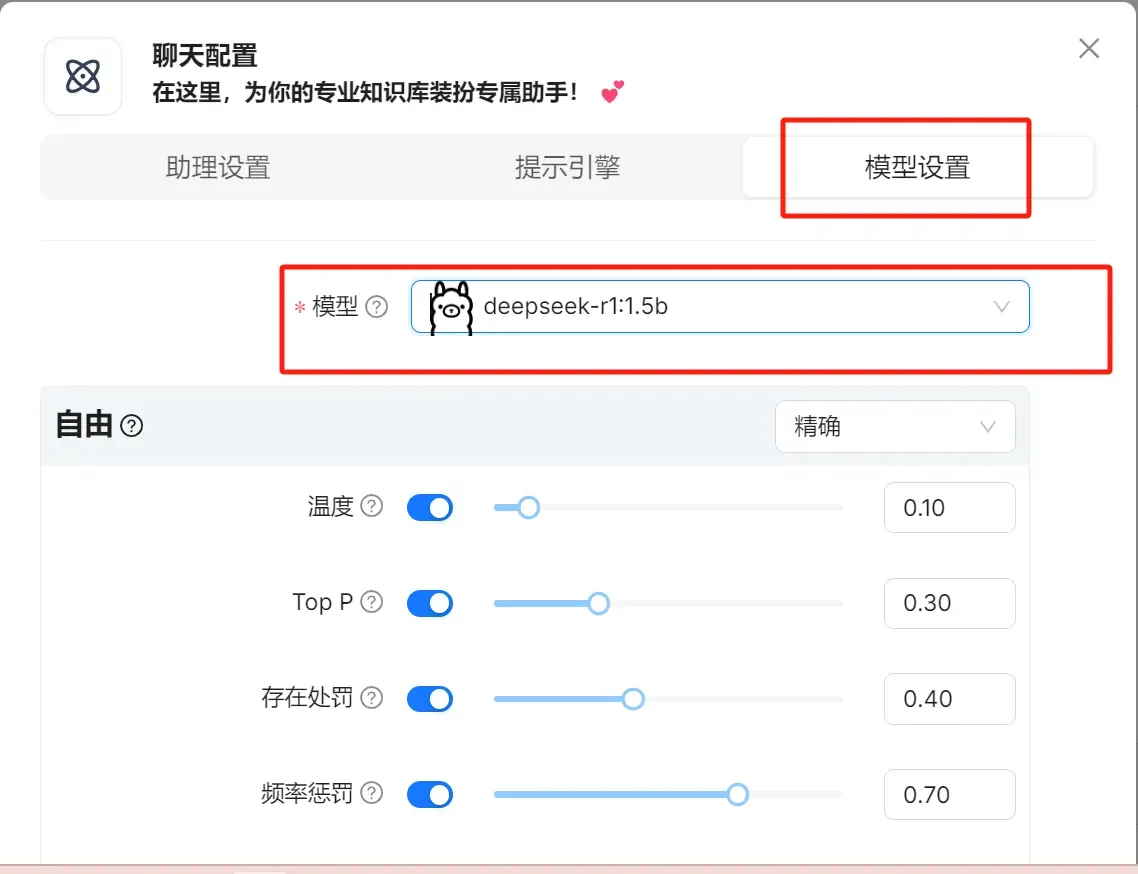 聊天配置
在这里，为你的专业知识库装扮专属助手！ 💕
助理设置 提示引擎 模型设置
* 模型 ? deepseek-r1:1.5b
自由 ? 精确
温度 ? 0.10
Top P ? 0.30
存在处罚 ? 0.40
频率惩罚 ? 0.70